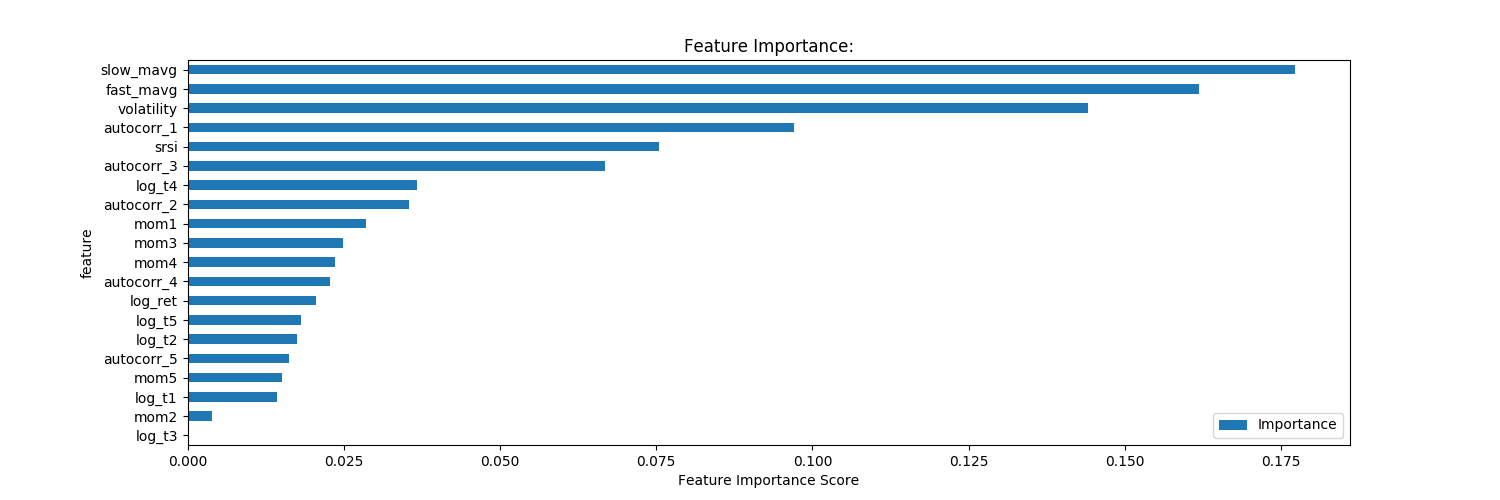 Feature Importance:
slow_mavg
fast_mavg
volatility
autocorr_1
srsi
autocorr_3
log_t4
autocorr_2
mom1
mom3
mom4
autocorr_4
log_ret
log_t5
log_t2
autocorr_5
mom5
log_t1
mom2
log_t3
feature
Importance
0.000 0.025 0.050 0.075 0.100 0.125 0.150 0.175
Feature Importance Score